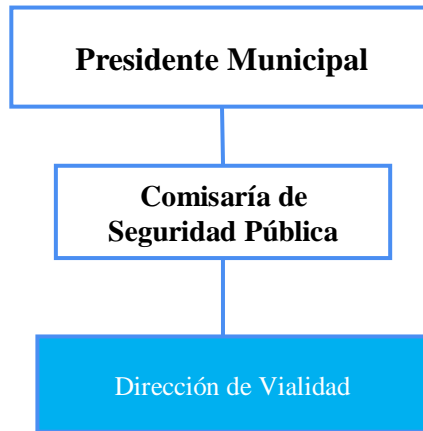 Presidente Municipal
Comisaría de
Seguridad Pública
Dirección de Vialidad